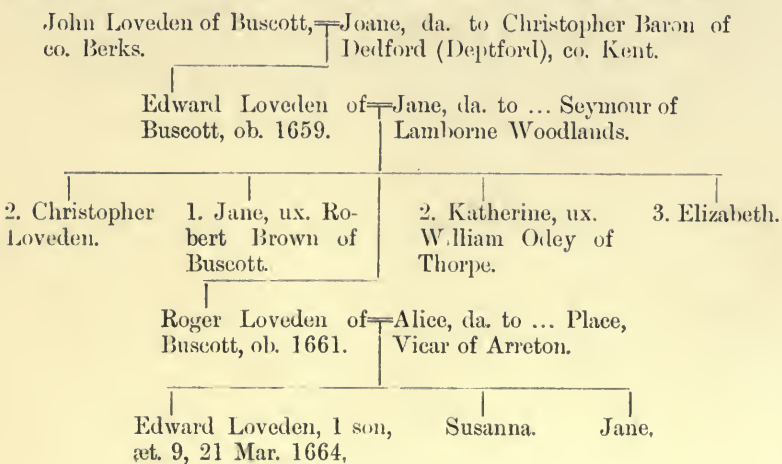 John Loveden of Buscott, Joane, da. to Christopher Baron of
co. Berks. Dedford (Deptford), co. Kent.
Edward Loveden of Jane, da. to ... Seymour of
Buscott, ob. 1659. Lamborne Woodlands.
2. Christopher 1. Jane, ux. Ro- 2. Katherine, ux. 3. Elizabeth.
Loveden. bert Brown of William Odey of
Buscott. Thorpe.
Roger Loveden of Alice, da. to ... Place,
Buscott, ob. 1661. Vicar of Arreton.
Edward Loveden, 1 son, Susanna. Jane,
æt. 9, 21 Mar. 1664,